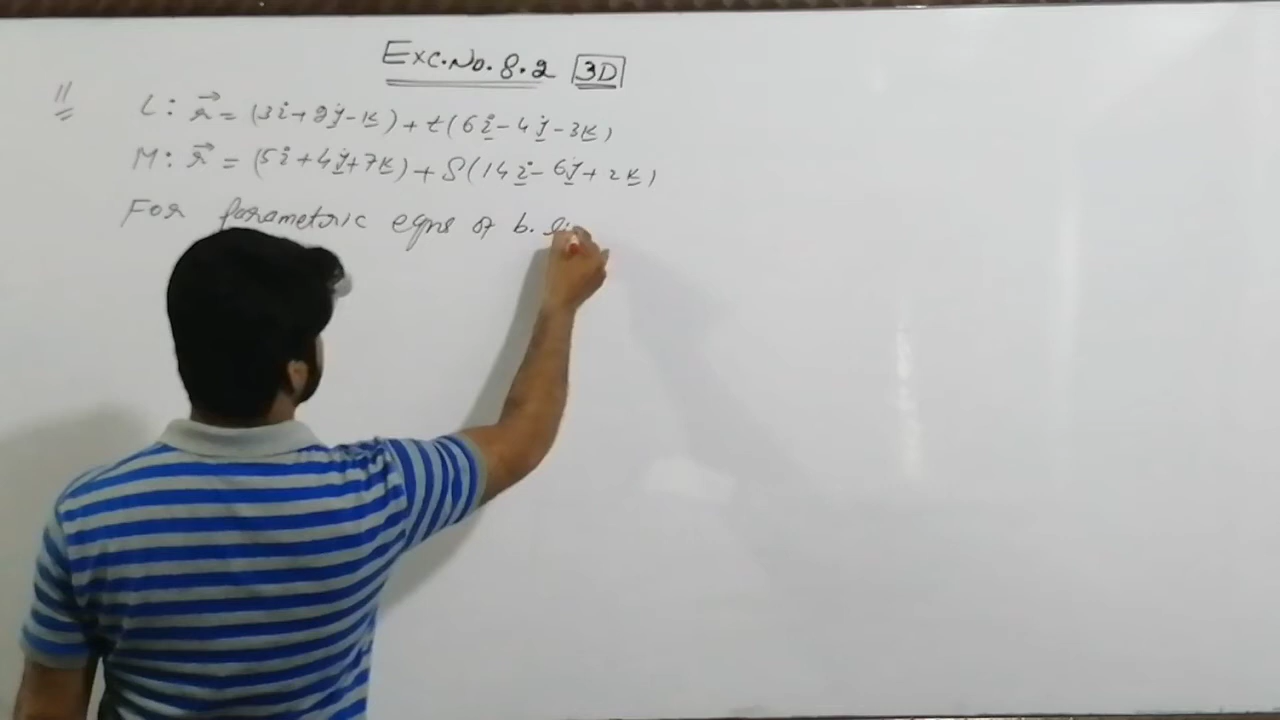 Exc.No.8.2 3D
11 L: r⃗ = (3i+2j-k)+t(6i-4j-3k)
M: r⃗ = (5i+4j+7k)+S(14i-6j+2k)
For parametric eqns of b.